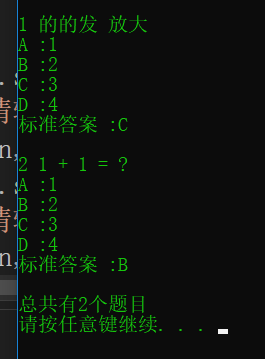 1 的的发 放大
A :1
B :2
C :3
D :4
标准答案 :C
2 1 + 1 = ?
A :1
B :2
C :3
D :4
标准答案 :B
总共有2个题目
请按任意键继续. . .